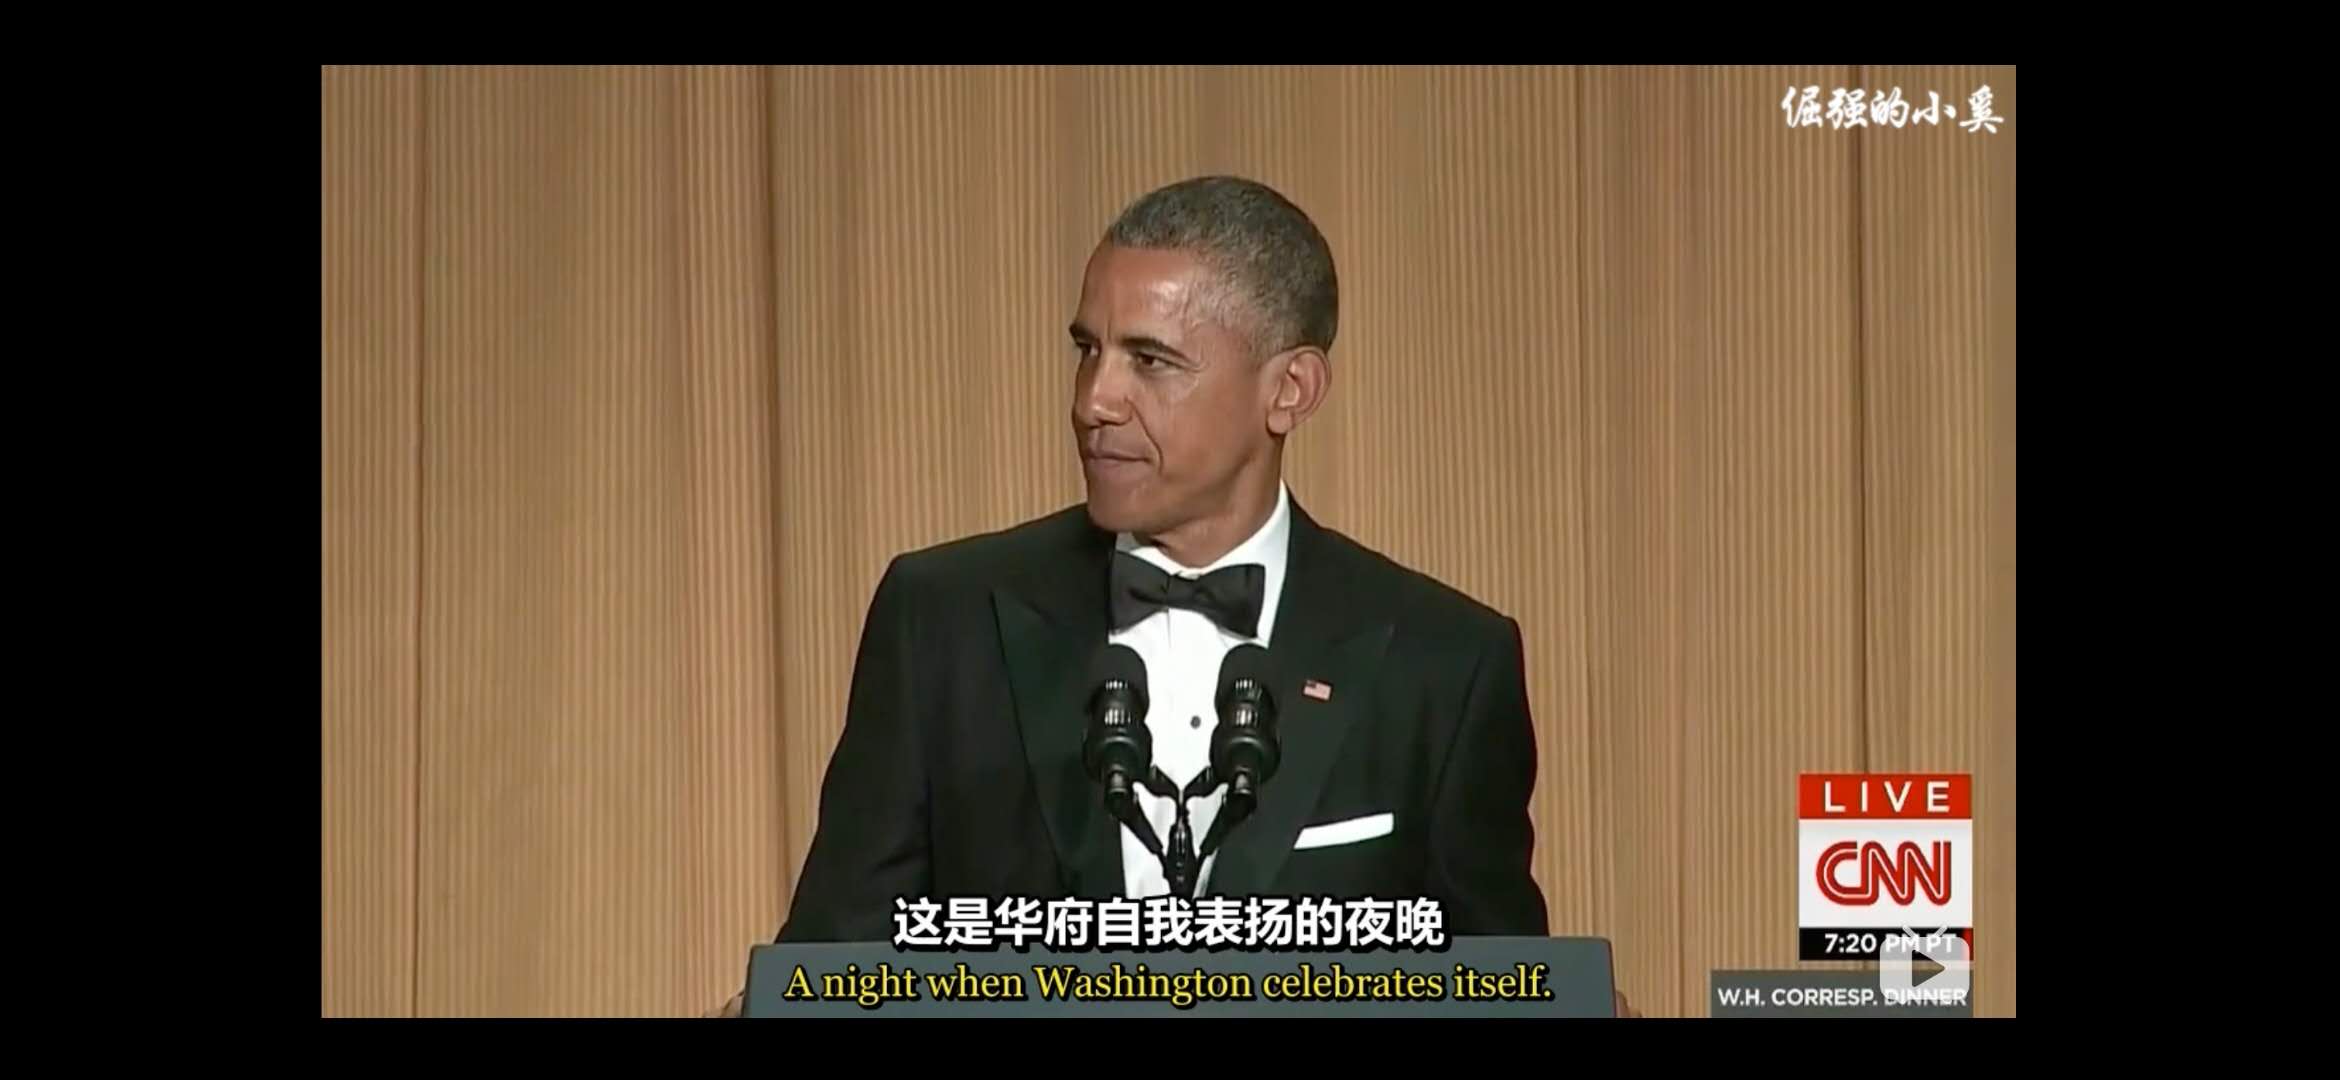 倔强的小奚
LIVE
CNN
7:20 PM PT
这是华府自我表扬的夜晚
A night when Washington celebrates itself.
W.H. CORRESP. DINNER